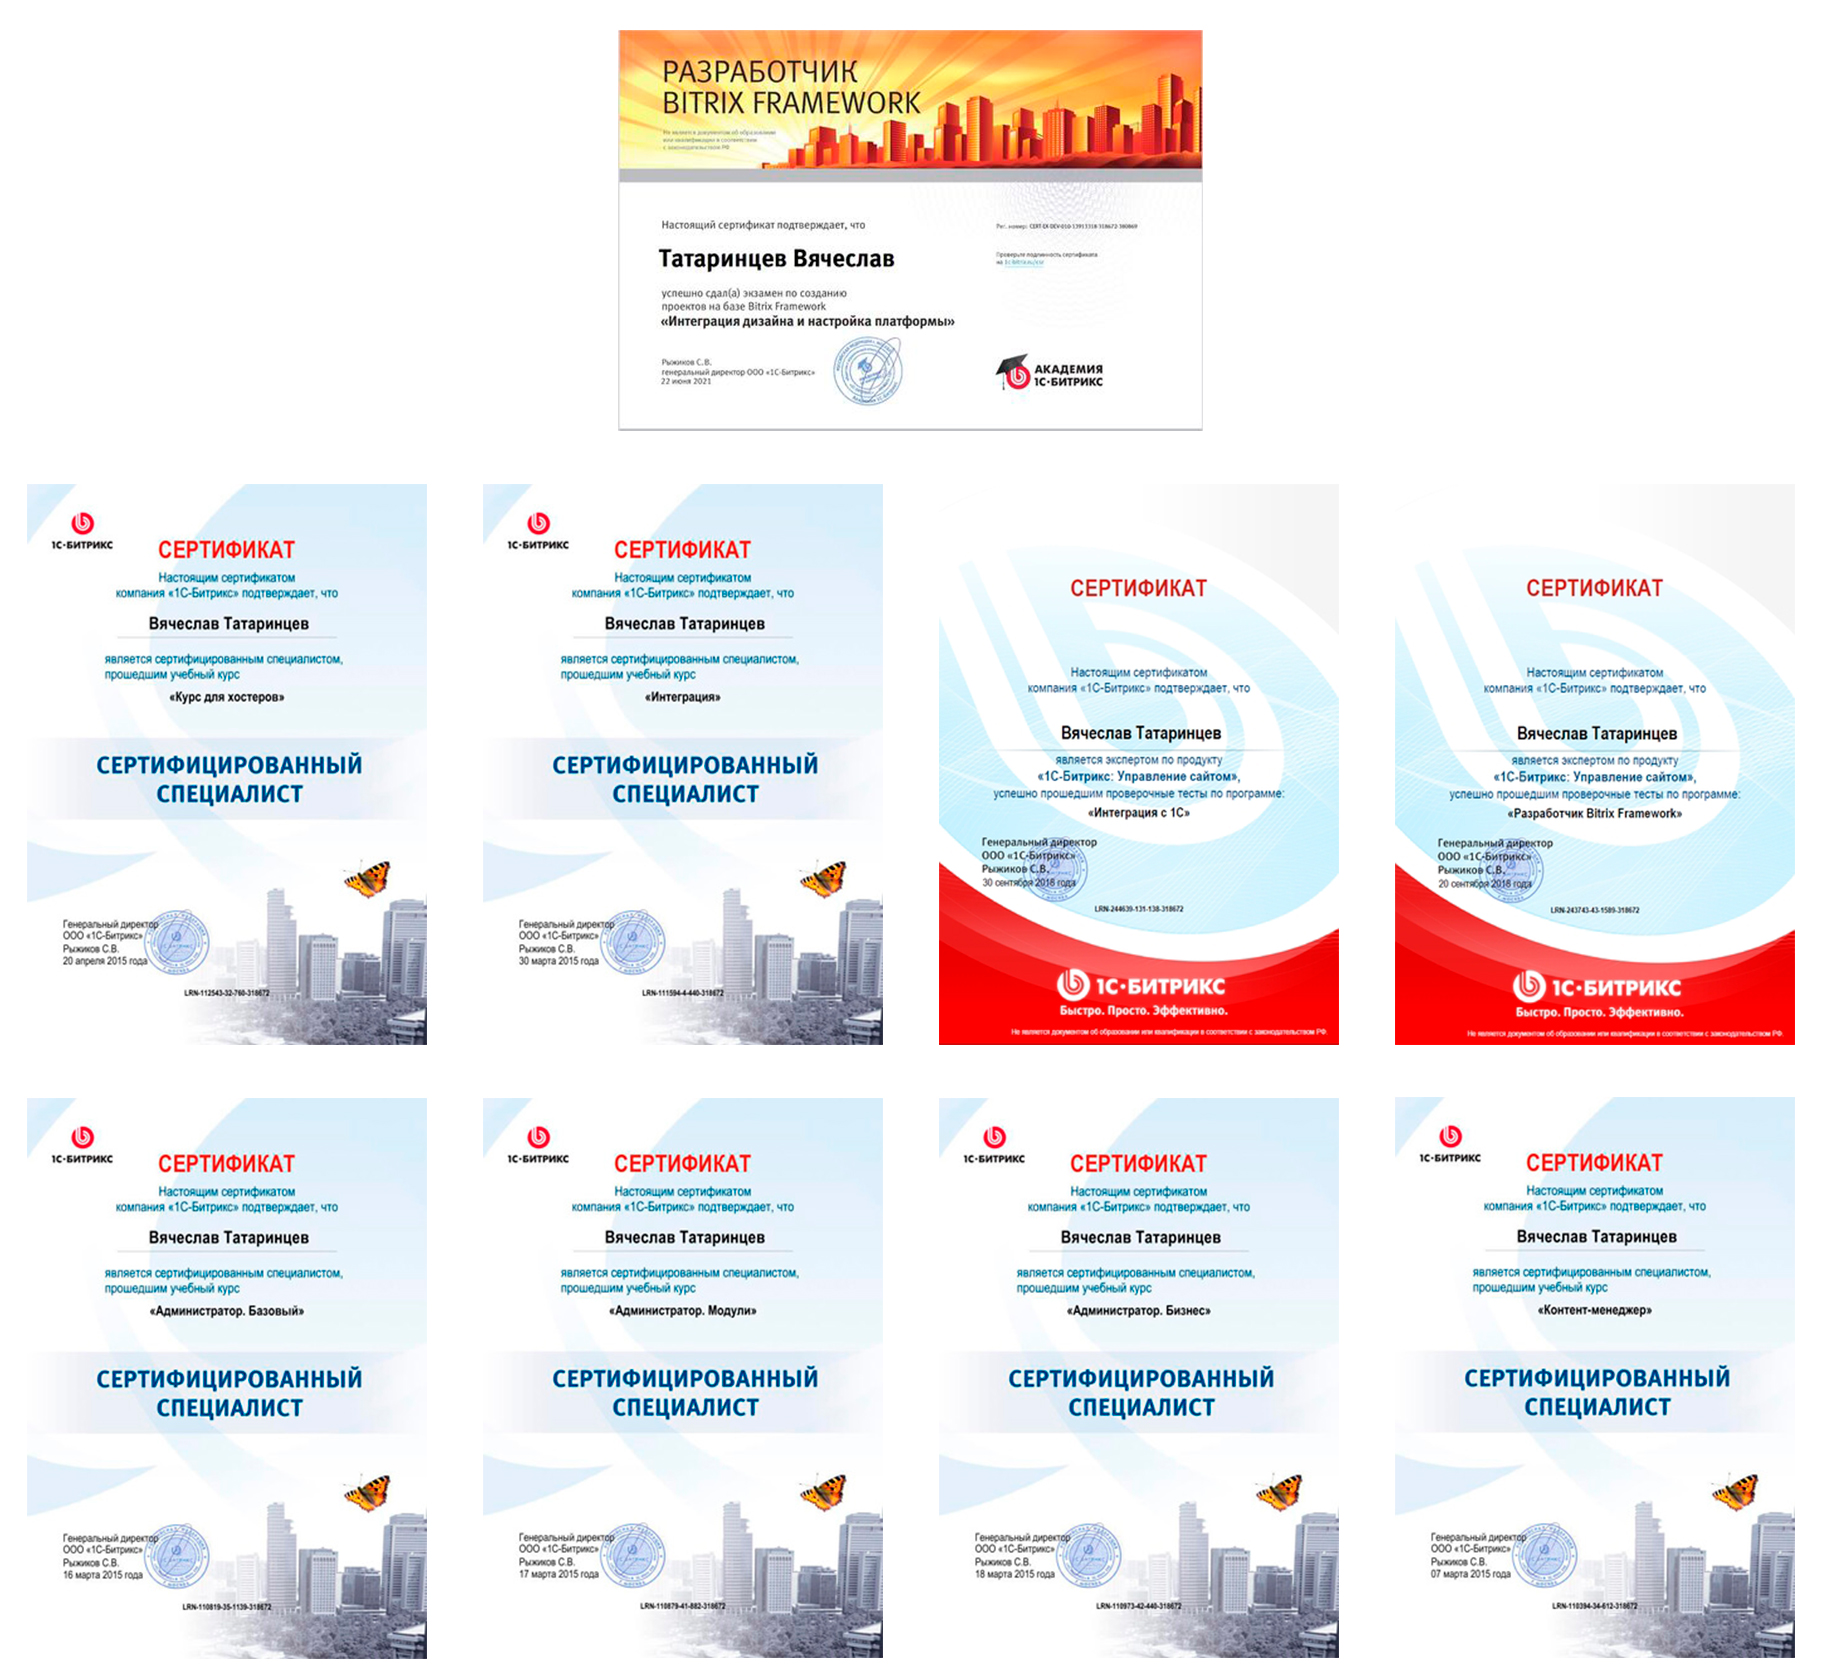 РАЗРАБОТЧИК
BITRIX FRAMEWORK
Не является документом об образовании
или квалификации в соответствии
с законодательством РФ
Настоящий сертификат подтверждает, что
Татаринцев Вячеслав
успешно сдал(а) экзамен по созданию
проектов на базе Bitrix Framework
«Интеграция дизайна и настройка платформы»
Рыжиков С.В.
генеральный директор ООО «1С-Битрикс»
22 июня 2021
Рег. номер:
Проверьте подлинность сертификата
на
АКАДЕМИЯ
1С·БИТРИКС
1С·БИТРИКС
СЕРТИФИКАТ
Настоящим сертификатом
компания «1С-Битрикс» подтверждает, что
Вячеслав Татаринцев
является сертифицированным специалистом,
прошедшим учебный курс
«Курс для хостеров»
СЕРТИФИЦИРОВАННЫЙ
СПЕЦИАЛИСТ
Генеральный директор
ООО «1С-Битрикс»
Рыжиков С.В.
20 апреля 2015 года
LRN-112543-32-760-318672
1С·БИТРИКС
СЕРТИФИКАТ
Настоящим сертификатом
компания «1С-Битрикс» подтверждает, что
Вячеслав Татаринцев
является сертифицированным специалистом,
прошедшим учебный курс
«Интеграция»
СЕРТИФИЦИРОВАННЫЙ
СПЕЦИАЛИСТ
Генеральный директор
ООО «1С-Битрикс»
Рыжиков С.В.
30 марта 2015 года
LRN-111594-4-440-318672
СЕРТИФИКАТ
Настоящим сертификатом
компания «1С-Битрикс» подтверждает, что
Вячеслав Татаринцев
является экспертом по продукту
«1С-Битрикс: Управление сайтом»,
успешно прошедшим проверочные тесты по программе:
«Интеграция с 1С»
Генеральный директор
ООО «1С-Битрикс»
Рыжиков С.В.
30 сентября 2018 года
LRN-244639-131-138-318672
1С·БИТРИКС
Быстро. Просто. Эффективно.
Не является документом об образовании или квалификации в соответствии с законодательством РФ.
СЕРТИФИКАТ
Настоящим сертификатом
компания «1С-Битрикс» подтверждает, что
Вячеслав Татаринцев
является экспертом по продукту
«1С-Битрикс: Управление сайтом»,
успешно прошедшим проверочные тесты по программе:
«Разработчик Bitrix Framework»
Генеральный директор
ООО «1С-Битрикс»
Рыжиков С.В.
20 сентября 2018 года
LRN-243743-43-1589-318672
1С·БИТРИКС
Быстро. Просто. Эффективно.
Не является документом об образовании или квалификации в соответствии с законодательством РФ.
1С·БИТРИКС
СЕРТИФИКАТ
Настоящим сертификатом
компания «1С-Битрикс» подтверждает, что
Вячеслав Татаринцев
является сертифицированным специалистом,
прошедшим учебный курс
«Администратор. Базовый»
СЕРТИФИЦИРОВАННЫЙ
СПЕЦИАЛИСТ
Генеральный директор
ООО «1С-Битрикс»
Рыжиков С.В.
16 марта 2015 года
LRN-110819-35-1139-318672
1С·БИТРИКС
СЕРТИФИКАТ
Настоящим сертификатом
компания «1С-Битрикс» подтверждает, что
Вячеслав Татаринцев
является сертифицированным специалистом,
прошедшим учебный курс
«Администратор. Модули»
СЕРТИФИЦИРОВАННЫЙ
СПЕЦИАЛИСТ
Генеральный директор
ООО «1С-Битрикс»
Рыжиков С.В.
17 марта 2015 года
LRN-110879-41-882-318672
1С·БИТРИКС
СЕРТИФИКАТ
Настоящим сертификатом
компания «1С-Битрикс» подтверждает, что
Вячеслав Татаринцев
является сертифицированным специалистом,
прошедшим учебный курс
«Администратор. Бизнес»
СЕРТИФИЦИРОВАННЫЙ
СПЕЦИАЛИСТ
Генеральный директор
ООО «1С-Битрикс»
Рыжиков С.В.
18 марта 2015 года
LRN-110973-42-440-318672
1С·БИТРИКС
СЕРТИФИКАТ
Настоящим сертификатом
компания «1С-Битрикс» подтверждает, что
Вячеслав Татаринцев
является сертифицированным специалистом,
прошедшим учебный курс
«Контент-менеджер»
СЕРТИФИЦИРОВАННЫЙ
СПЕЦИАЛИСТ
Генеральный директор
ООО «1С-Битрикс»
Рыжиков С.В.
07 марта 2015 года
LRN-110394-34-612-318672